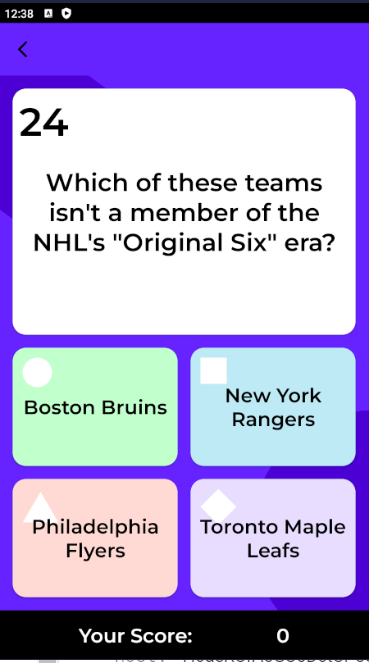 12:38
24
Which of these teams
isn't a member of the
NHL's "Original Six" era?
Boston Bruins
New York
Rangers
Philadelphia
Flyers
Toronto Maple
Leafs
Your Score: 0